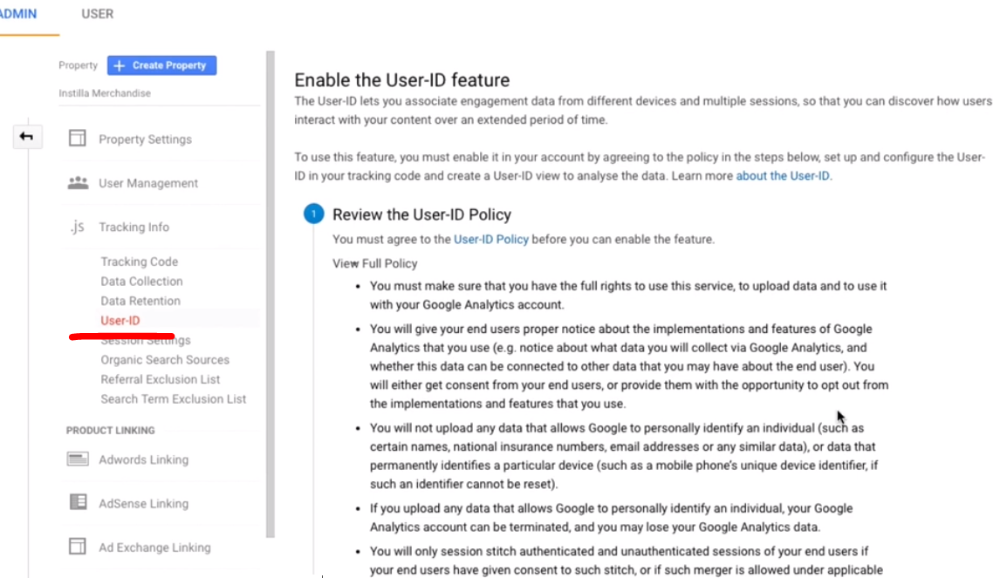 ADMIN USER
Property + Create Property
Instilla Merchandise
Property Settings
User Management
.js Tracking Info
Tracking Code
Data Collection
Data Retention
User-ID
Session Settings
Organic Search Sources
Referral Exclusion List
Search Term Exclusion List
PRODUCT LINKING
Adwords Linking
AdSense Linking
Ad Exchange Linking
Enable the User-ID feature
The User-ID lets you associate engagement data from different devices and multiple sessions, so that you can discover how users
interact with your content over an extended period of time.
To use this feature, you must enable it in your account by agreeing to the policy in the steps below, set up and configure the User-
ID in your tracking code and create a User-ID view to analyse the data. Learn more about the User-ID.
1 Review the User-ID Policy
You must agree to the User-ID Policy before you can enable the feature.
View Full Policy
• You must make sure that you have the full rights to use this service, to upload data and to use it
with your Google Analytics account.
• You will give your end users proper notice about the implementations and features of Google
Analytics that you use (e.g. notice about what data you will collect via Google Analytics, and
whether this data can be connected to other data that you may have about the end user). You
will either get consent from your end users, or provide them with the opportunity to opt out from
the implementations and features that you use.
• You will not upload any data that allows Google to personally identify an individual (such as
certain names, national insurance numbers, email addresses or any similar data), or data that
permanently identifies a particular device (such as a mobile phone's unique device identifier, if
such an identifier cannot be reset).
• If you upload any data that allows Google to personally identify an individual, your Google
Analytics account can be terminated, and you may lose your Google Analytics data.
• You will only session stitch authenticated and unauthenticated sessions of your end users if
your end users have given consent to such stitch, or if such merger is allowed under applicable